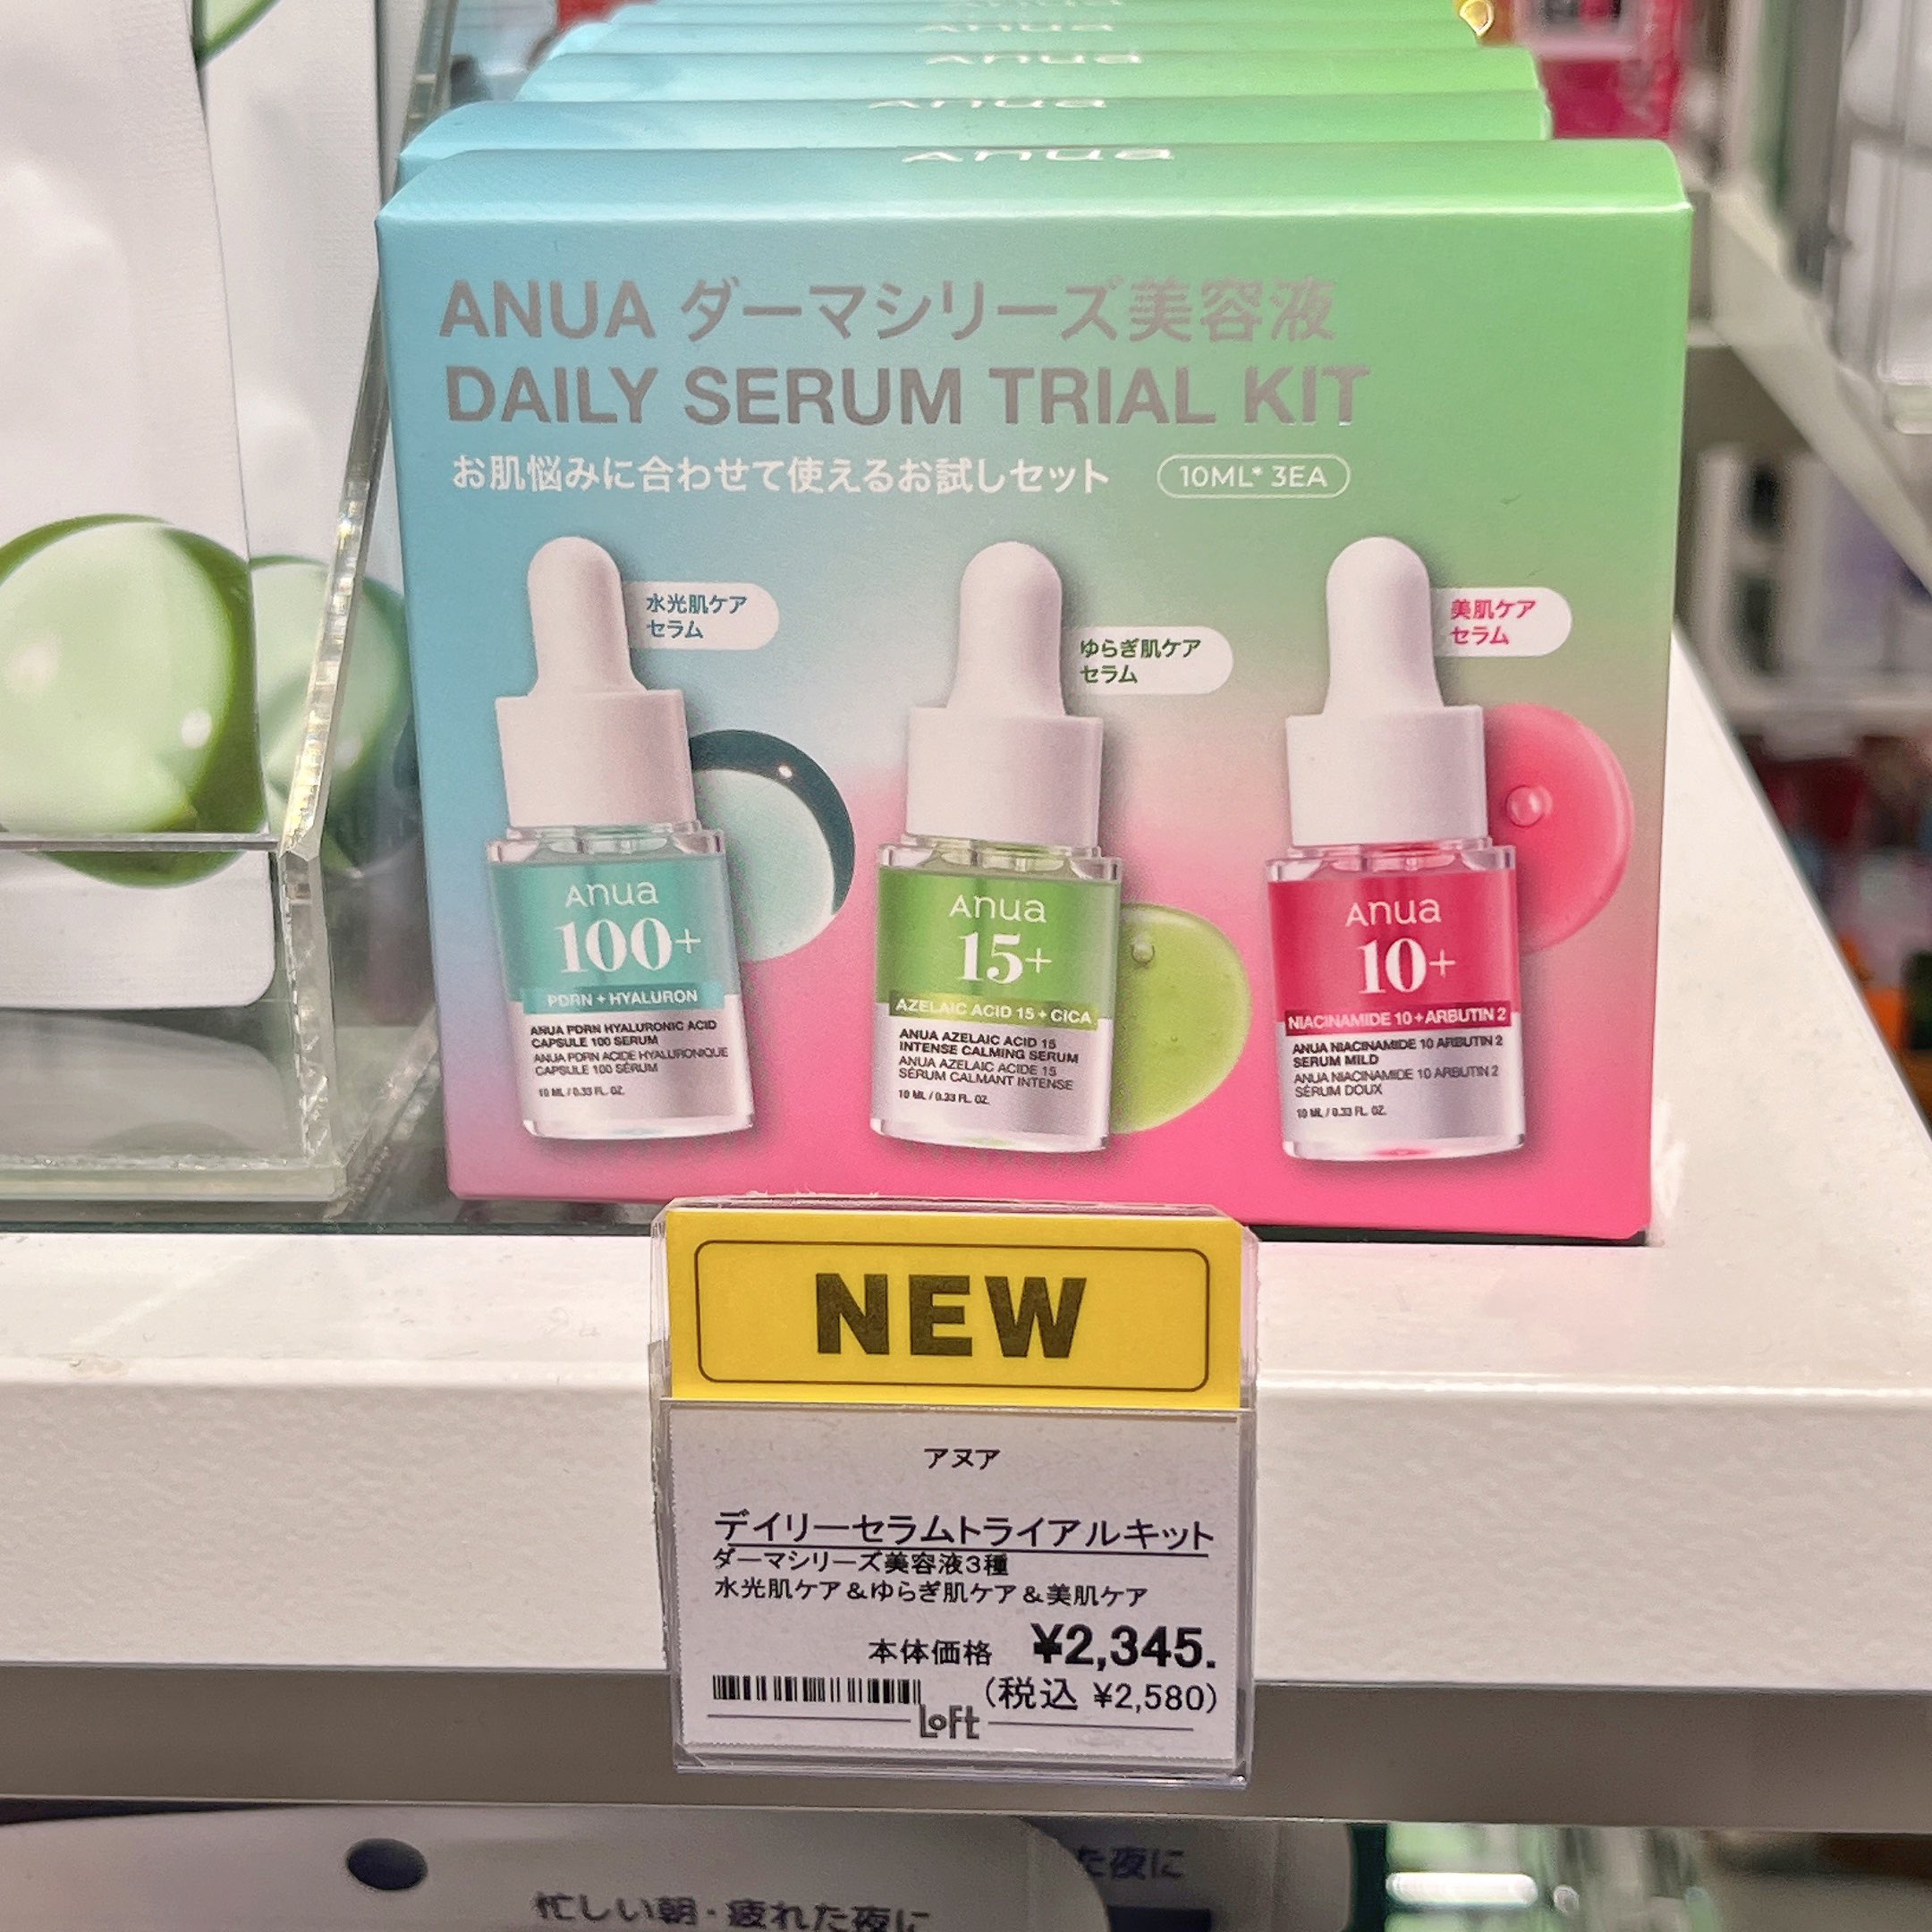 Anua
Anua
Anua
Anua
ANUA ダーマシリーズ美容液
DAILY SERUM TRIAL KIT
お肌悩みに合わせて使えるお試しセット 10ML* 3EA
水光肌ケア
セラム
Anua
100+
PDRN + HYALURON
ANUA PDRN HYALURONIC ACID
CAPSULE 100 SERUM
ANUA PDRN ACIDE HYALURONIQUE
CAPSULE 100 SÉRUM
10 ML / 0.33 FL. OZ.
ゆらぎ肌ケア
セラム
Anua
15+
AZELAIC ACID 15 + CICA
ANUA AZELAIC ACID 15
INTENSE CALMING SERUM
ANUA AZELAIC ACIDE 15
SÉRUM CALMANT INTENSE
10 ML / 0.33 FL. OZ.
美肌ケア
セラム
Anua
10+
NIACINAMIDE 10 + ARBUTIN 2
ANUA NIACINAMIDE 10 ARBUTIN 2
SERUM MILD
ANUA NIACINAMIDE 10 ARBUTIN 2
SÉRUM DOUX
10 ML / 0.33 FL. OZ.
NEW
アヌア
デイリーセラムトライアルキット
ダーマシリーズ美容液3種
水光肌ケア&ゆらぎ肌ケア&美肌ケア
本体価格 ¥2,345.
(税込 ¥2,580)
LOFT
た夜に
忙しい朝・疲れた夜に